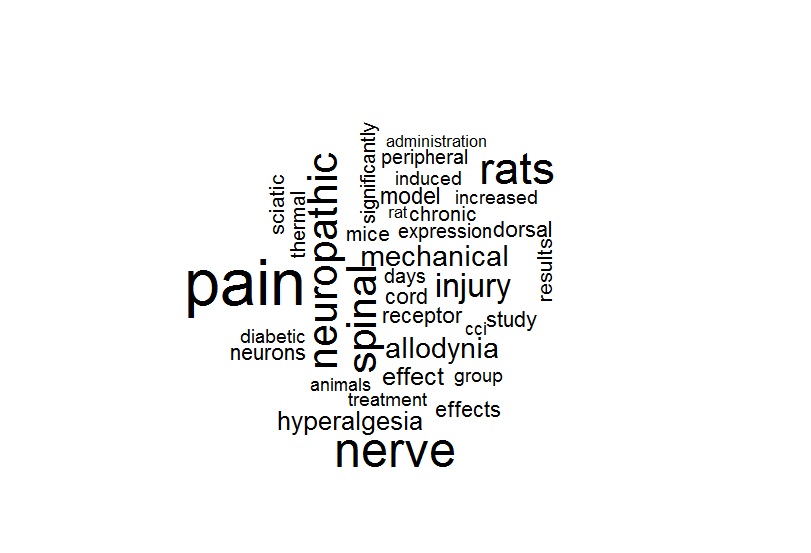 administration
significantly
peripheral
rats
neuropathic
induced
sciatic
thermal
model
increased
rat
chronic
mice
expression
dorsal
mechanical
results
pain
spinal
days
injury
cord
receptor
cci
study
diabetic
neurons
allodynia
effect
group
animals
treatment
effects
hyperalgesia
nerve